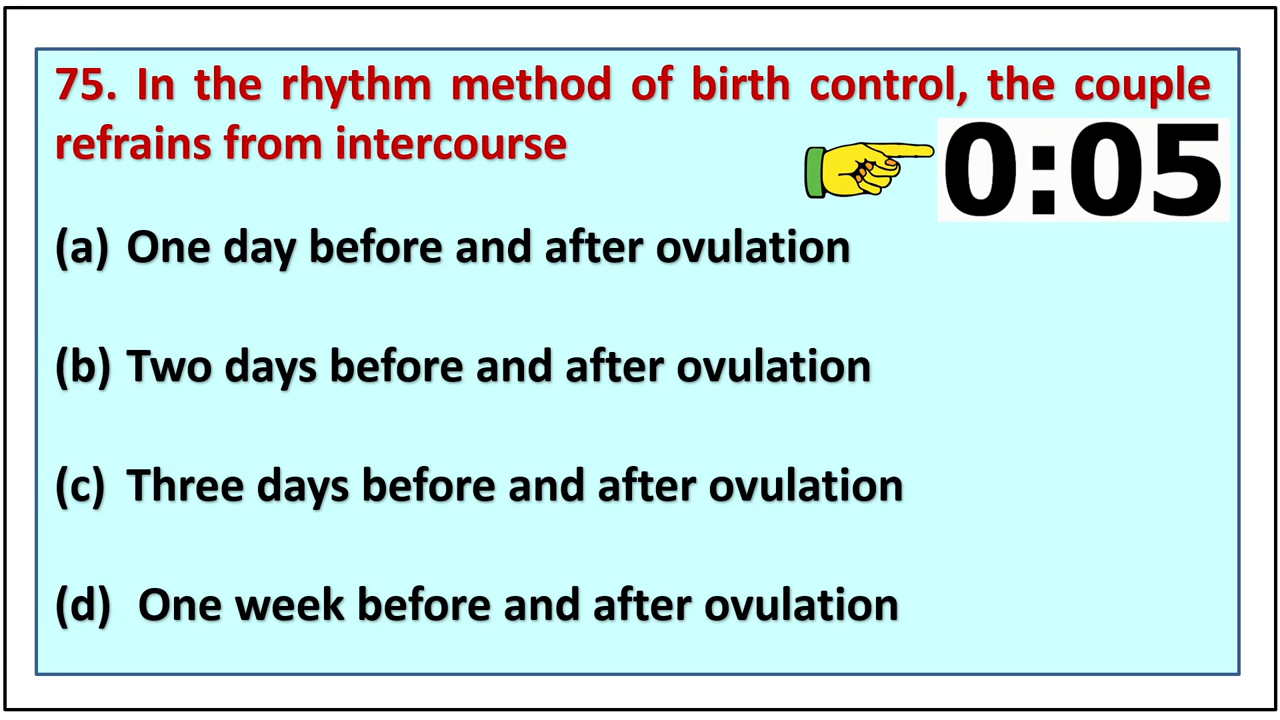 75. In the rhythm method of birth control, the couple
refrains from intercourse
0:05
(a) One day before and after ovulation
(b) Two days before and after ovulation
(c) Three days before and after ovulation
(d) One week before and after ovulation